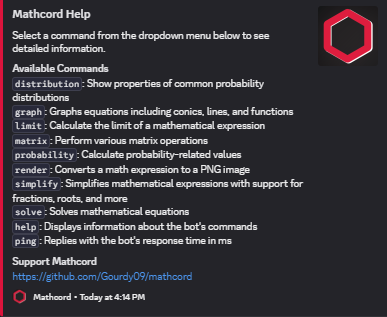 Mathcord Help
Select a command from the dropdown menu below to see
detailed information.
Available Commands
distribution: Show properties of common probability
distributions
graph: Graphs equations including conics, lines, and functions
limit: Calculate the limit of a mathematical expression
matrix: Perform various matrix operations
probability: Calculate probability-related values
render: Converts a math expression to a PNG image
simplify: Simplifies mathematical expressions with support for
fractions, roots, and more
solve: Solves mathematical equations
help: Displays information about the bot's commands
ping: Replies with the bot's response time in ms
Support Mathcord
https://github.com/Gourdy09/mathcord
Mathcord • Today at 4:14 PM